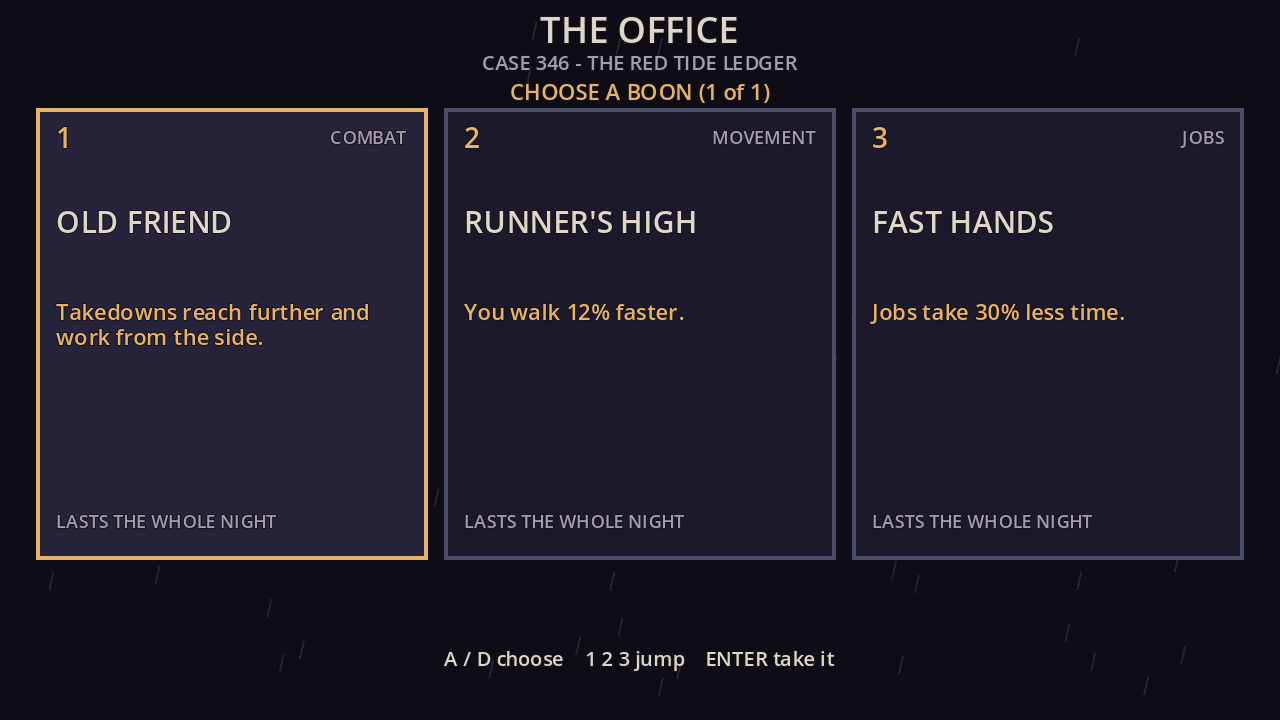 THE OFFICE
CASE 346 - THE RED TIDE LEDGER
CHOOSE A BOON (1 of 1)
1 COMBAT
OLD FRIEND
Takedowns reach further and
work from the side.
LASTS THE WHOLE NIGHT
2 MOVEMENT
RUNNER'S HIGH
You walk 12% faster.
LASTS THE WHOLE NIGHT
3 JOBS
FAST HANDS
Jobs take 30% less time.
LASTS THE WHOLE NIGHT
A / D choose 1 2 3 jump ENTER take it